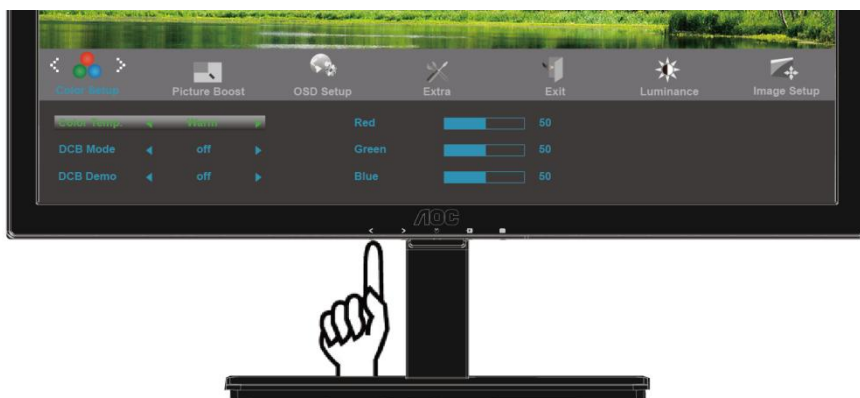 Color Setup Picture Boost OSD Setup Extra Exit Luminance Image Setup
Color Temp. Warm Red 50
DCB Mode off Green 50
DCB Demo off Blue 50
AOC